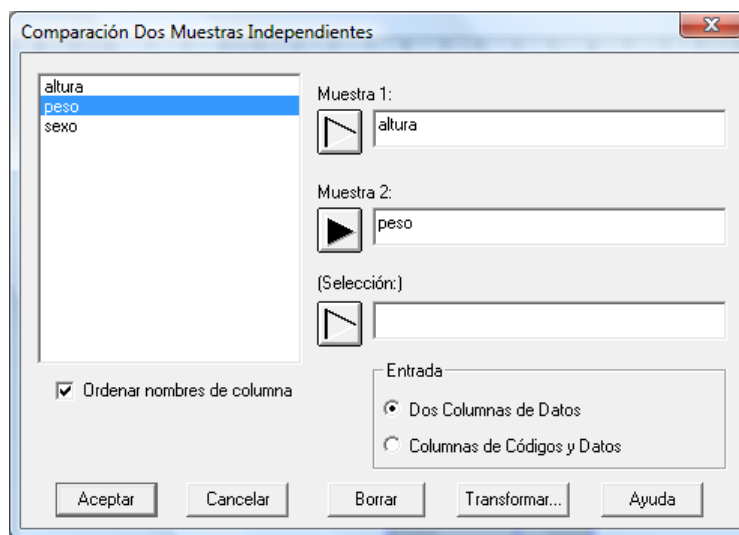 Comparación Dos Muestras Independientes
altura
peso
sexo
Muestra 1:
altura
Muestra 2:
peso
(Selección:)
Ordenar nombres de columna
Entrada
Dos Columnas de Datos
Columnas de Códigos y Datos
Aceptar
Cancelar
Borrar
Transformar...
Ayuda